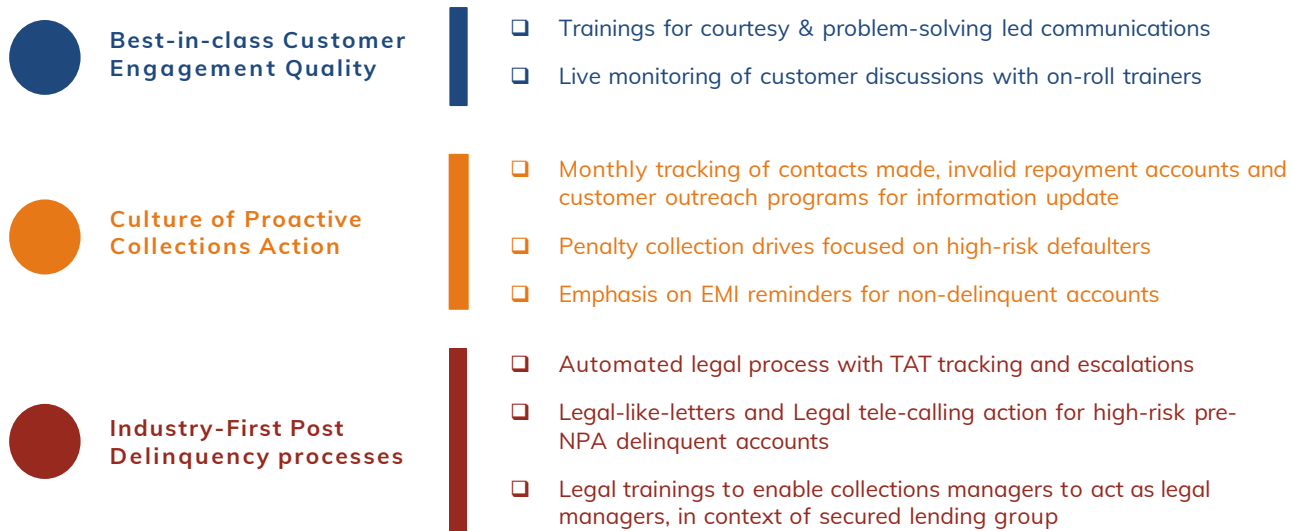 Best-in-class Customer
Engagement Quality
❑ Trainings for courtesy & problem-solving led communications
❑ Live monitoring of customer discussions with on-roll trainers
Culture of Proactive
Collections Action
❑ Monthly tracking of contacts made, invalid repayment accounts and
customer outreach programs for information update
❑ Penalty collection drives focused on high-risk defaulters
❑ Emphasis on EMI reminders for non-delinquent accounts
Industry-First Post
Delinquency processes
❑ Automated legal process with TAT tracking and escalations
❑ Legal-like-letters and Legal tele-calling action for high-risk pre-
NPA delinquent accounts
❑ Legal trainings to enable collections managers to act as legal
managers, in context of secured lending group